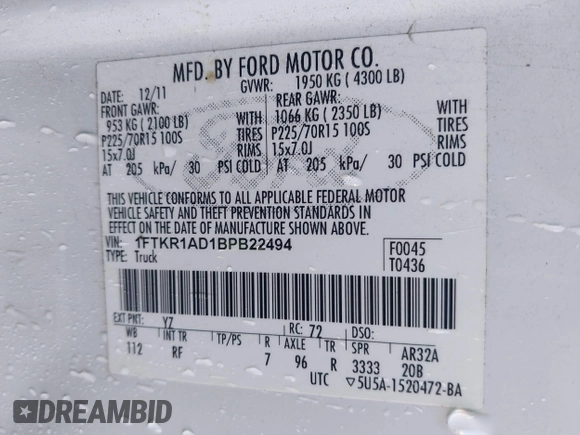 MFD. BY FORD MOTOR CO.
DATE: 12/11 GVWR: 1950 KG ( 4300 LB)
FRONT GAWR: REAR GAWR:
953 KG ( 2100 LB) WITH 1066 KG ( 2350 LB) WITH
P225/70R15 100S TIRES P225/70R15 100S TIRES
15x7.0J RIMS 15x7.0J RIMS
AT 205 kPa/ 30 PSI COLD AT 205 kPa/ 30 PSI COLD
THIS VEHICLE CONFORMS TO ALL APPLICABLE FEDERAL MOTOR
VEHICLE SAFETY AND THEFT PREVENTION STANDARDS IN
EFFECT ON THE DATE OF MANUFACTURE SHOWN ABOVE.
VIN: 1FTKR1AD1BPB22494 F0045
TYPE: Truck T0436
EXT PNT: YZ RC: 72 DSO:
WB INT TR TP/PS R AXLE TR SPR AR32A
112 RF 7 96 R 3333 20B
UTC ▽5U5A-1520472-BA
DREAMBID